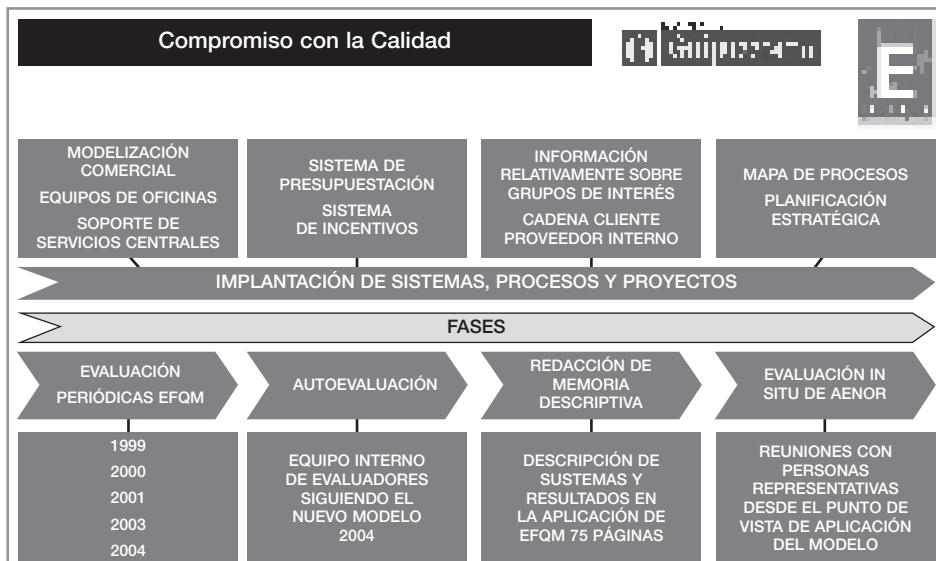 Compromiso con la Calidad
E
MODELIZACIÓN
COMERCIAL
EQUIPOS DE OFICINAS
SOPORTE DE
SERVICIOS CENTRALES
SISTEMA DE
PRESUPUESTACIÓN
SISTEMA
DE INCENTIVOS
INFORMACIÓN
RELATIVAMENTE SOBRE
GRUPOS DE INTERÉS
CADENA CLIENTE
PROVEEDOR INTERNO
MAPA DE PROCESOS
PLANIFICACIÓN
ESTRATÉGICA
IMPLANTACIÓN DE SISTEMAS, PROCESOS Y PROYECTOS
FASES
EVALUACIÓN
PERIÓDICAS EFQM
AUTOEVALUACIÓN
REDACCIÓN DE
MEMORIA
DESCRIPTIVA
EVALUACIÓN IN
SITU DE AENOR
1999
2000
2001
2003
2004
EQUIPO INTERNO
DE EVALUADORES
SIGUIENDO EL
NUEVO MODELO
2004
DESCRIPCIÓN DE
SUSTEMAS Y
RESULTADOS EN
LA APLICACIÓN DE
EFQM 75 PÁGINAS
REUNIONES CON
PERSONAS
REPRESENTATIVAS
DESDE EL PUNTO DE
VISTA DE APLICACIÓN
DEL MODELO